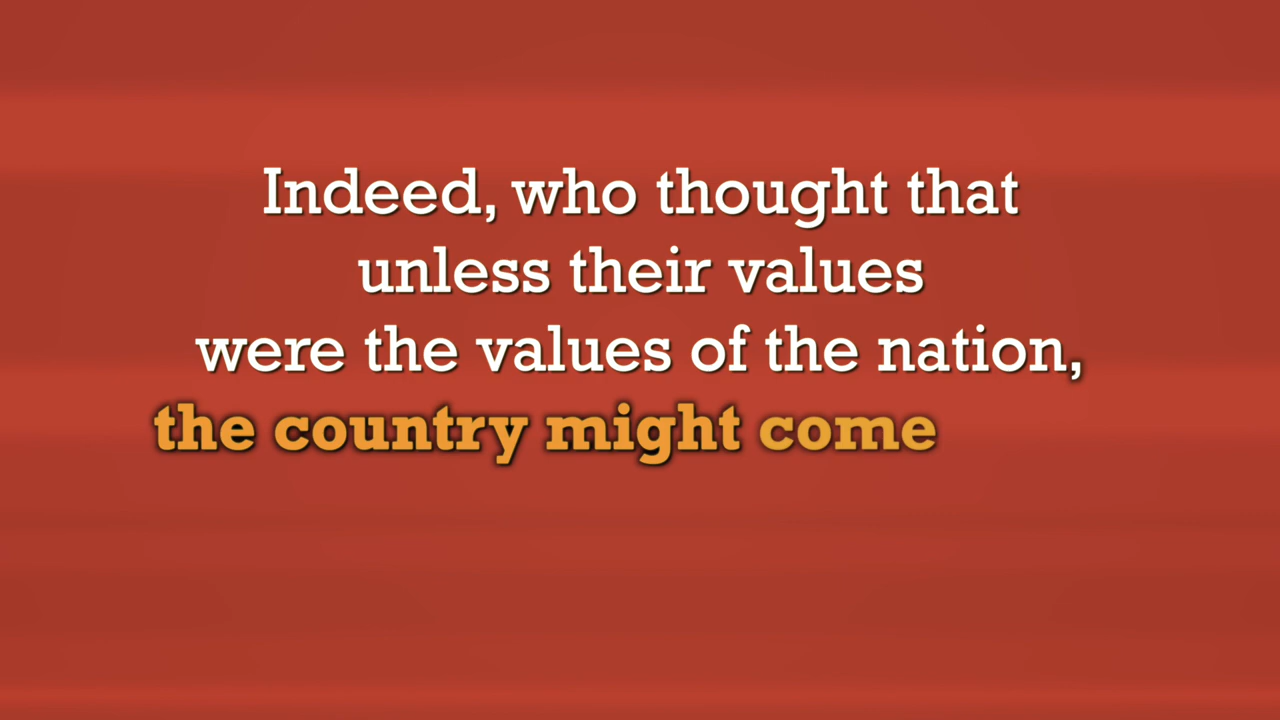 Indeed, who thought that
unless their values
were the values of the nation,
the country might come